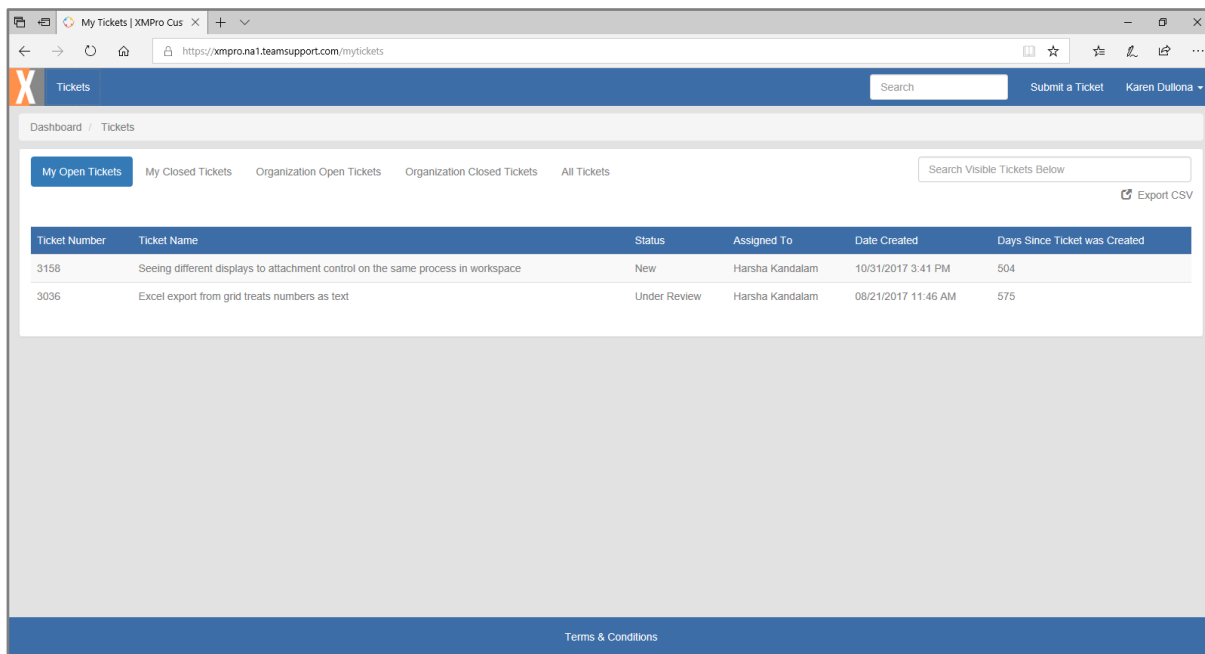 My Tickets | XMPro Cus
https://xmpro.na1.teamsupport.com/mytickets
X Tickets Search Submit a Ticket Karen Dullona
Dashboard / Tickets
My Open Tickets My Closed Tickets Organization Open Tickets Organization Closed Tickets All Tickets Search Visible Tickets Below
Export CSV
Ticket Number Ticket Name Status Assigned To Date Created Days Since Ticket was Created
3158 Seeing different displays to attachment control on the same process in workspace New Harsha Kandalam 10/31/2017 3:41 PM 504
3036 Excel export from grid treats numbers as text Under Review Harsha Kandalam 08/21/2017 11:46 AM 575
Terms & Conditions